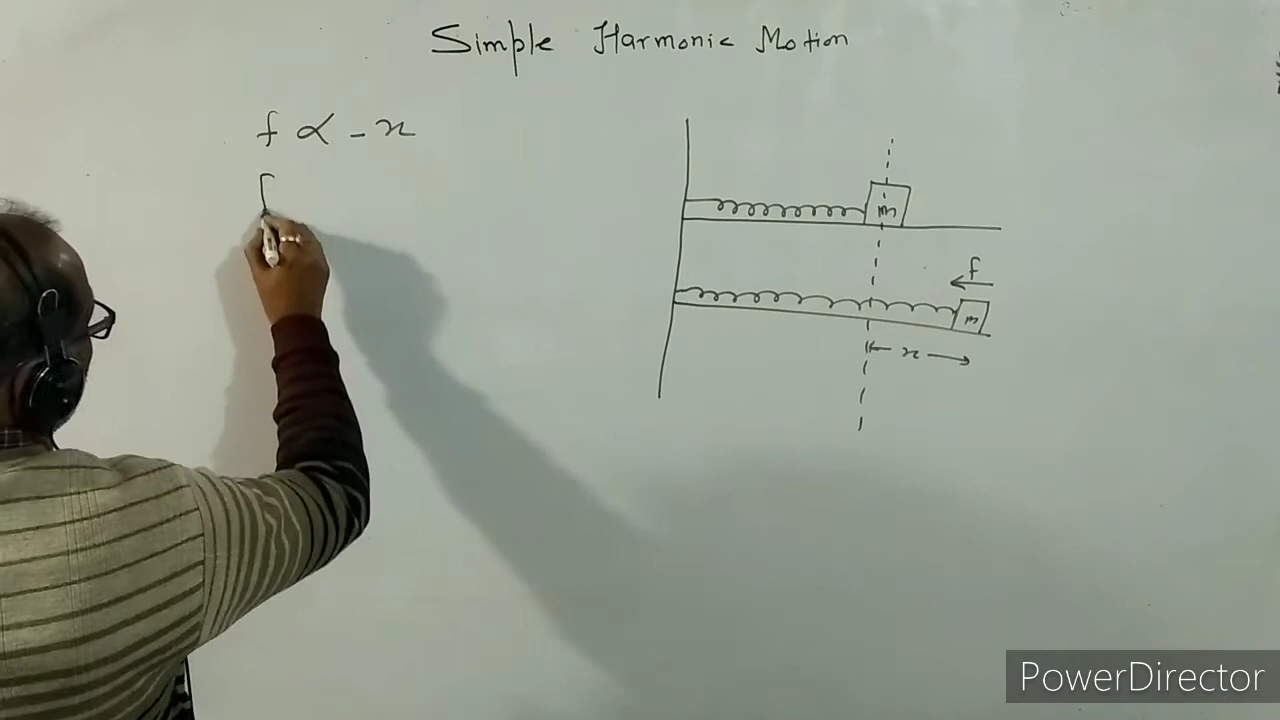 Simple Harmonic Motion
f ∝ - x
m
f
m
x
PowerDirector